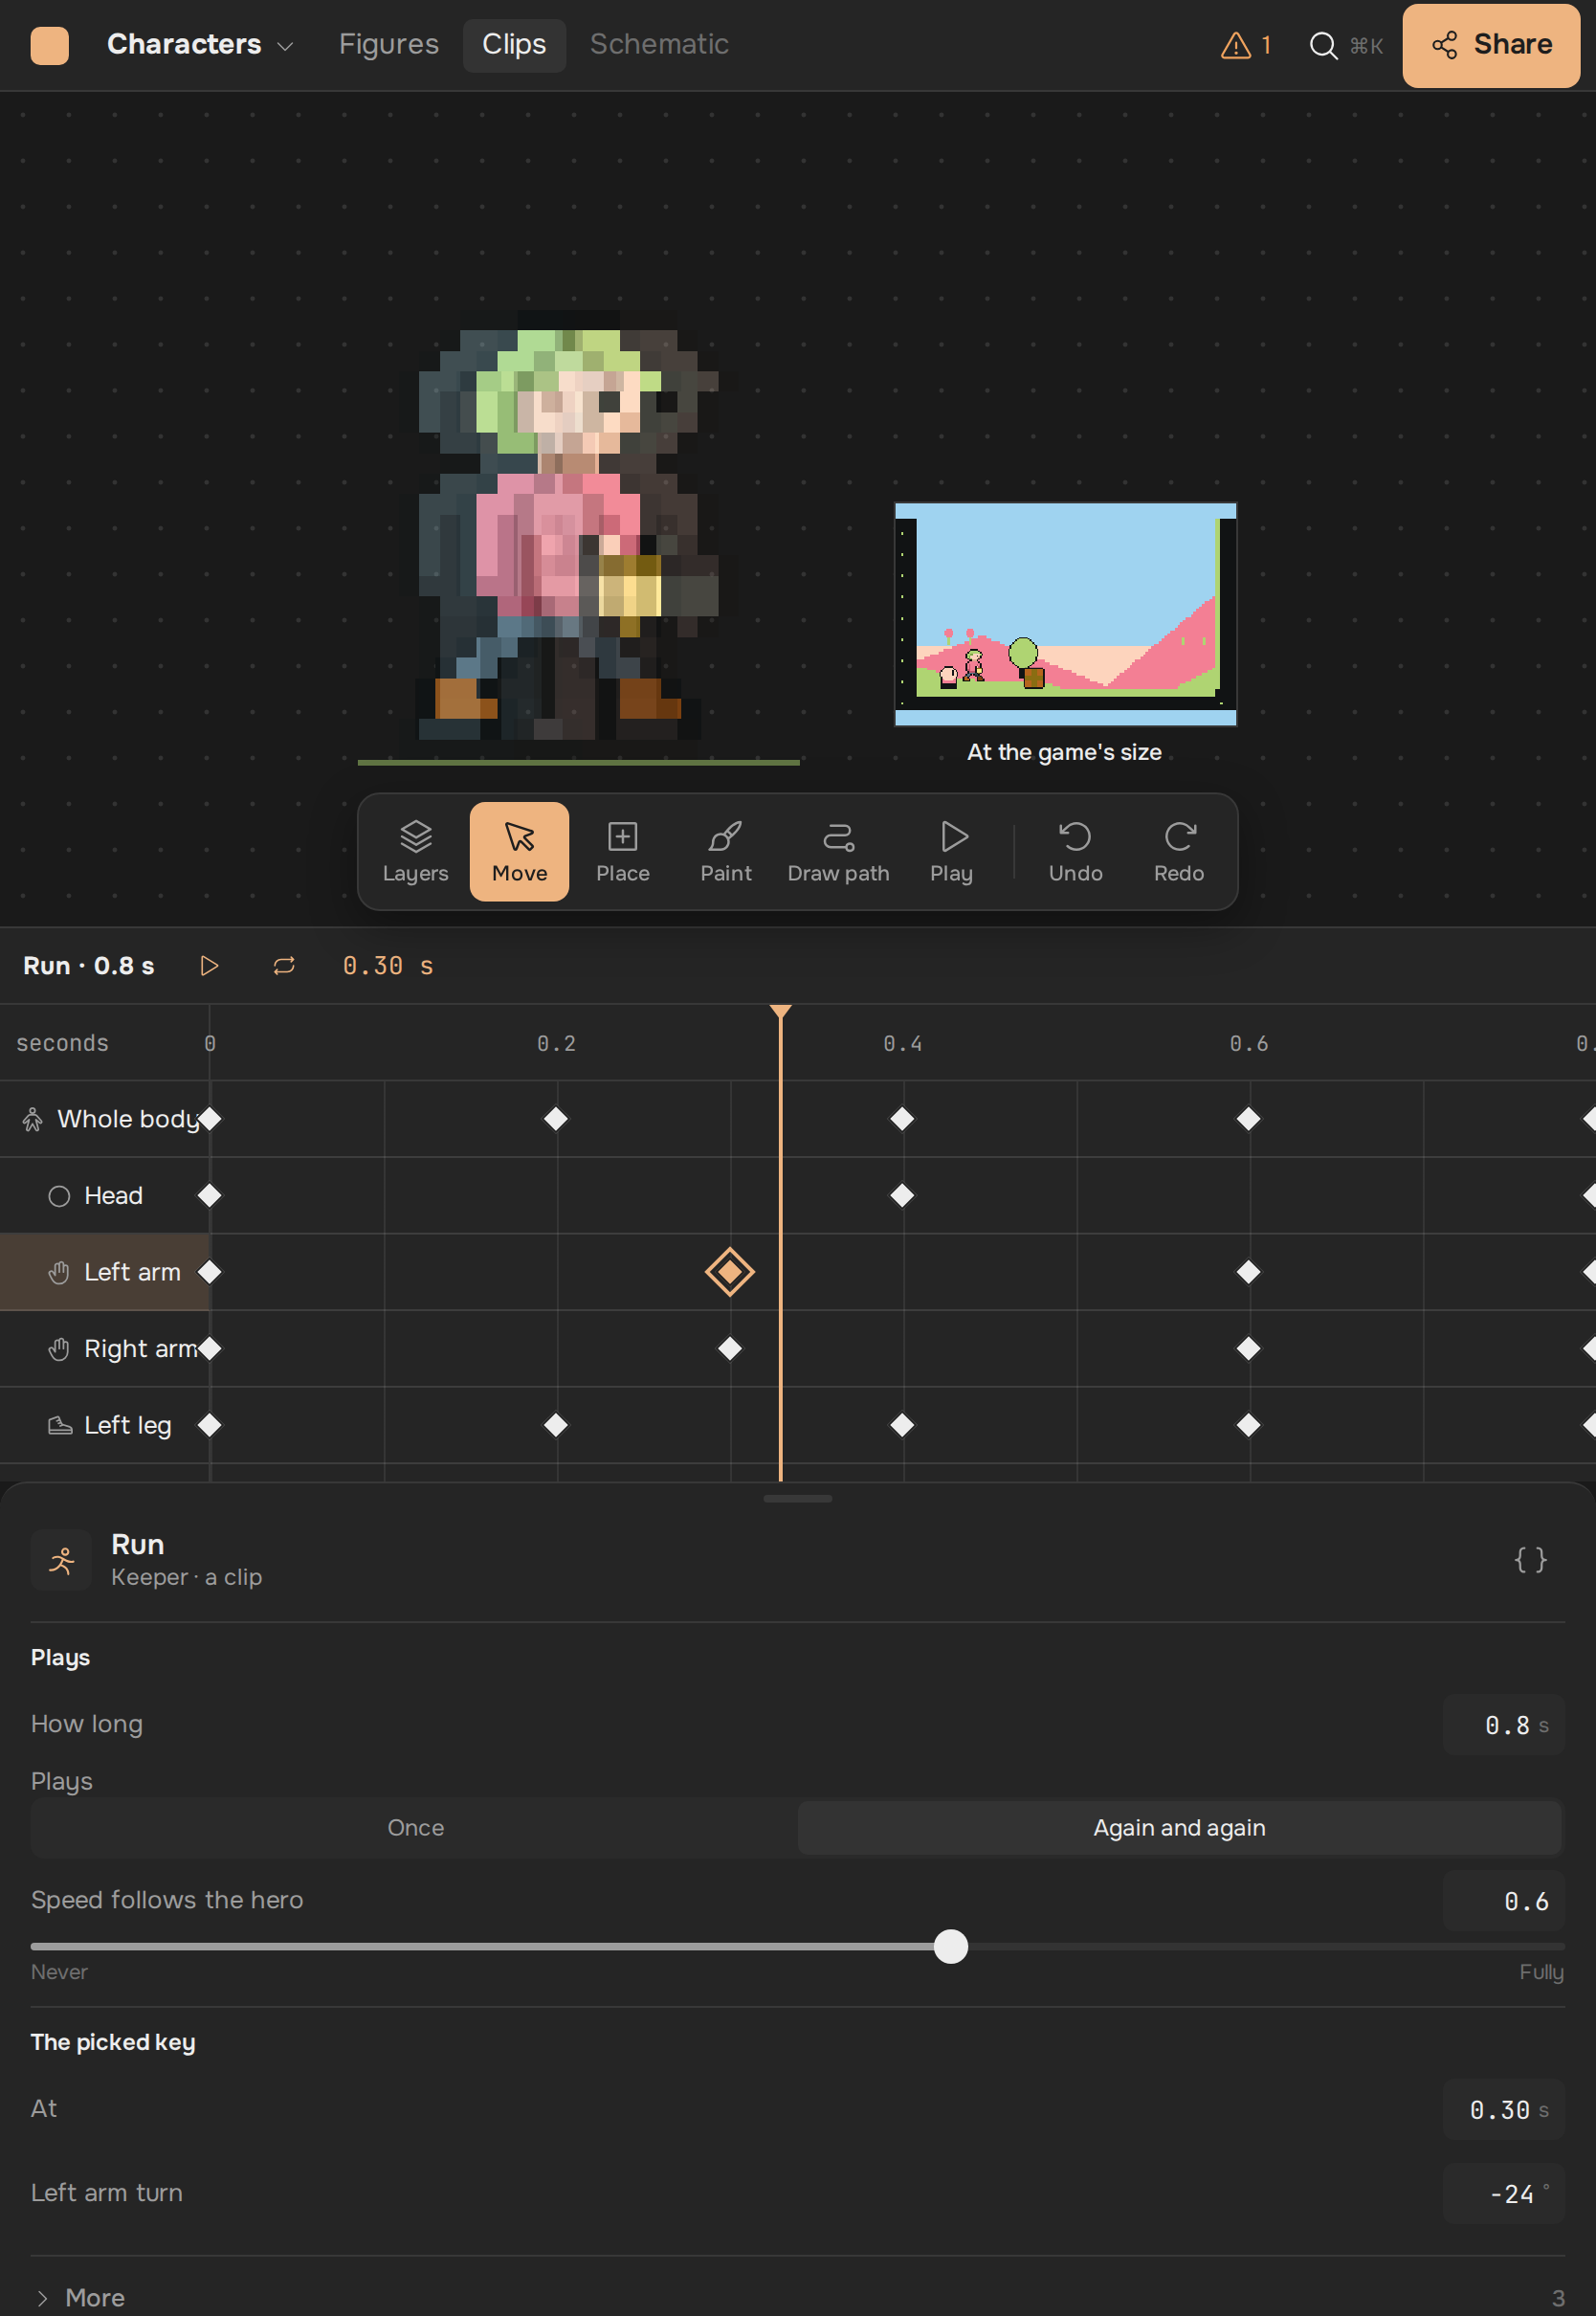 Characters Figures Clips Schematic 1 ⌘K Share
At the game's size
Layers Move Place Paint Draw path Play Undo Redo
Run · 0.8 s 0.30 s
seconds 0 0.2 0.4 0.6 0.
Whole body
Head
Left arm
Right arm
Left leg
Run
Keeper · a clip
{ }
Plays
How long 0.8 s
Plays
Once Again and again
Speed follows the hero 0.6
Never Fully
The picked key
At 0.30 s
Left arm turn -24 °
More 3